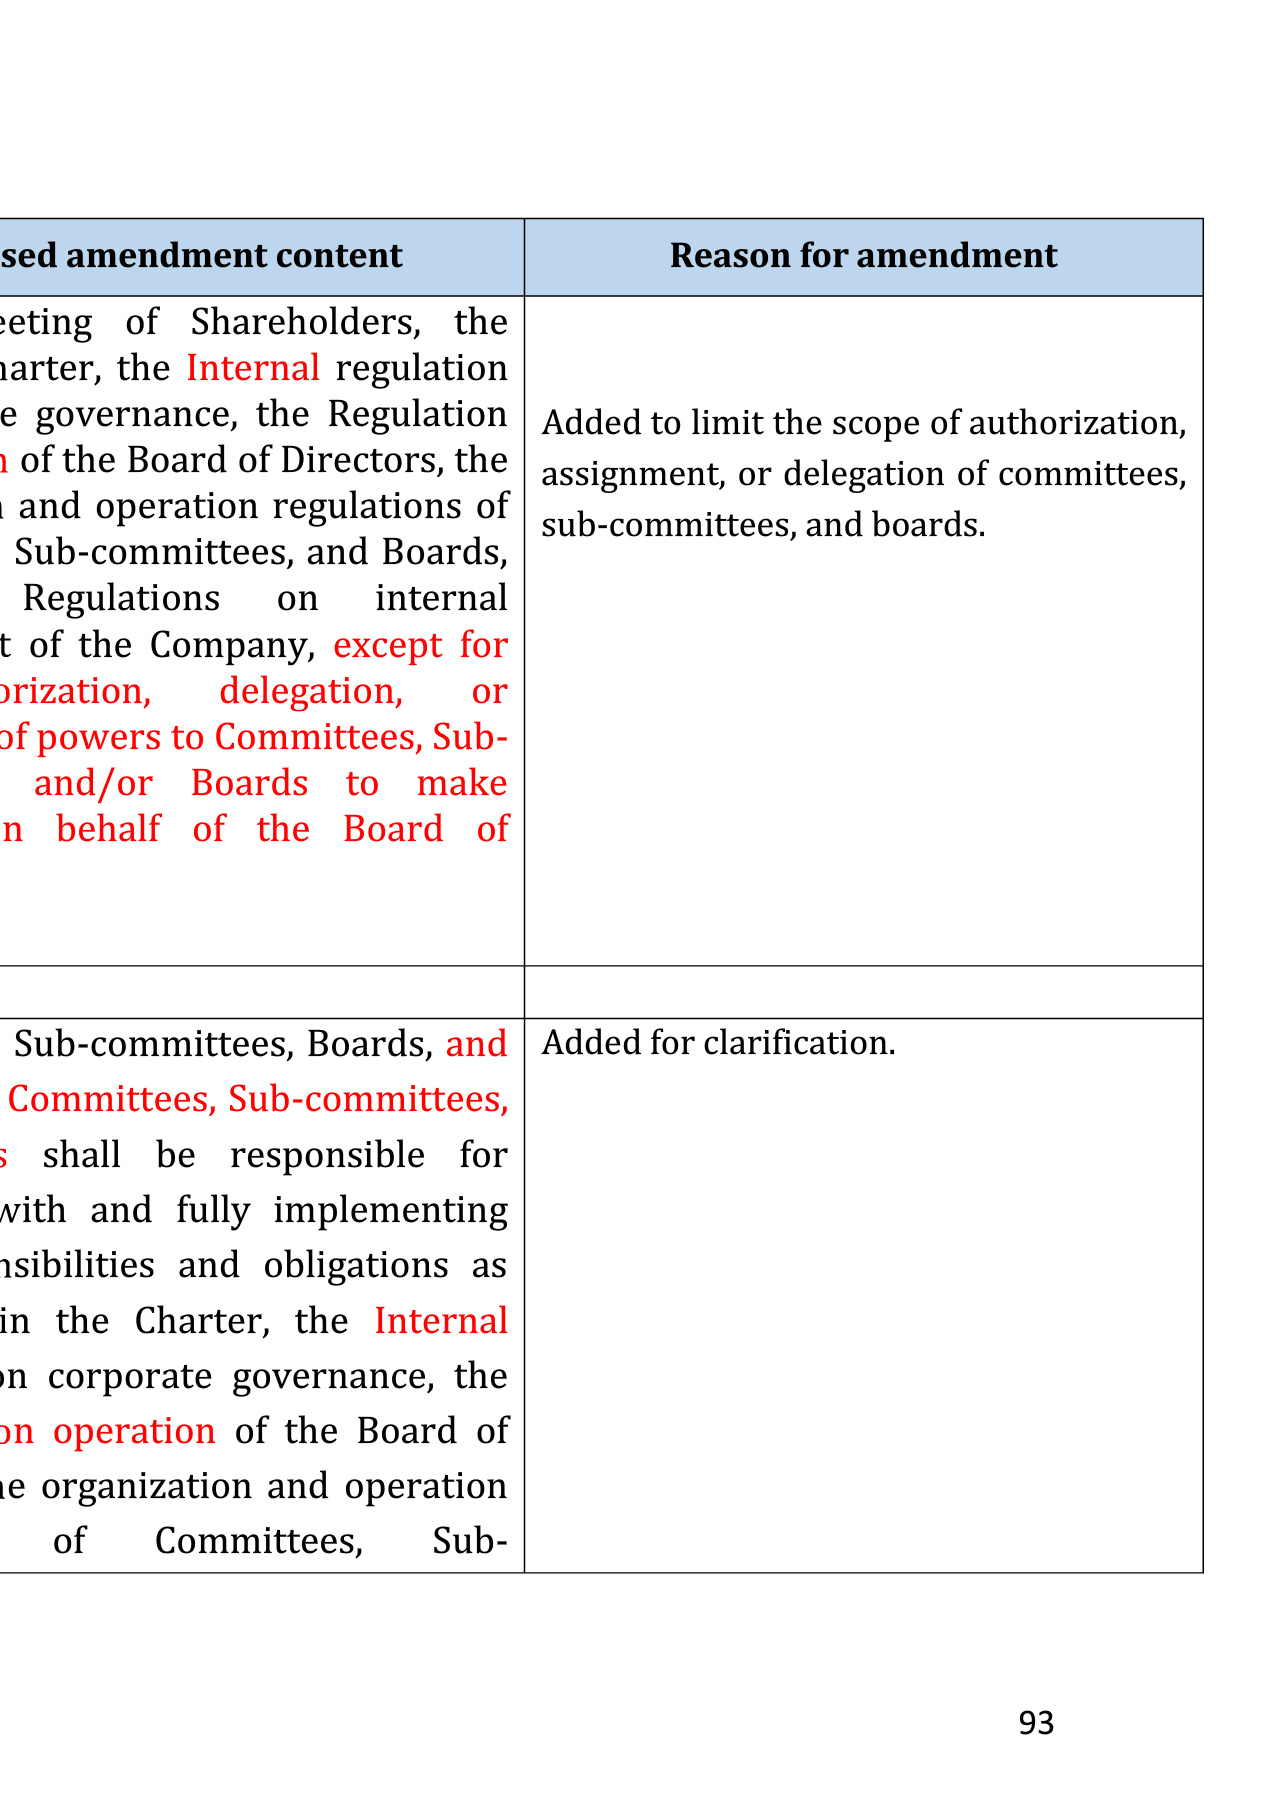 sed amendment content
Reason for amendment
eeting of Shareholders, the
harter, the Internal regulation
e governance, the Regulation
n of the Board of Directors, the
n and operation regulations of
Sub-committees, and Boards,
Regulations on internal
t of the Company, except for
orization, delegation, or
of powers to Committees, Sub-
and/or Boards to make
n behalf of the Board of
Added to limit the scope of authorization,
assignment, or delegation of committees,
sub-committees, and boards.
Sub-committees, Boards, and
Committees, Sub-committees,
s shall be responsible for
with and fully implementing
nsibilities and obligations as
in the Charter, the Internal
on corporate governance, the
on operation of the Board of
he organization and operation
of Committees, Sub-
Added for clarification.
93